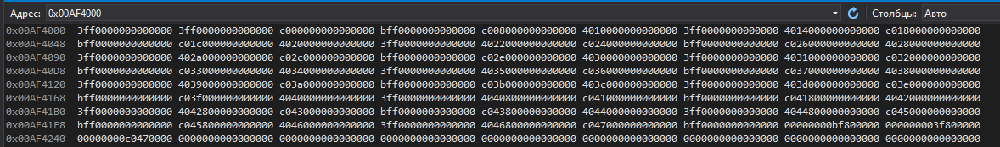 Адрес: 0x00AF4000 Столбцы: Авто
0x00AF4000 3ff0000000000000 3ff0000000000000 c000000000000000 bff0000000000000 c008000000000000 4010000000000000 3ff0000000000000 4014000000000000 c018000000000000
0x00AF4048 bff0000000000000 c01c000000000000 4020000000000000 3ff0000000000000 4022000000000000 c024000000000000 bff0000000000000 c026000000000000 4028000000000000
0x00AF4090 3ff0000000000000 402a000000000000 c02c000000000000 bff0000000000000 c02e000000000000 4030000000000000 3ff0000000000000 4031000000000000 c032000000000000
0x00AF40D8 bff0000000000000 c033000000000000 4034000000000000 3ff0000000000000 4035000000000000 c036000000000000 bff0000000000000 c037000000000000 4038000000000000
0x00AF4120 3ff0000000000000 4039000000000000 c03a000000000000 bff0000000000000 c03b000000000000 403c000000000000 3ff0000000000000 403d000000000000 c03e000000000000
0x00AF4168 bff0000000000000 c03f000000000000 4040000000000000 3ff0000000000000 4040800000000000 c041000000000000 bff0000000000000 c041800000000000 4042000000000000
0x00AF41B0 3ff0000000000000 4042800000000000 c043000000000000 bff0000000000000 c043800000000000 4044000000000000 3ff0000000000000 4044800000000000 c045000000000000
0x00AF41F8 bff0000000000000 c045800000000000 4046000000000000 3ff0000000000000 4046800000000000 c047000000000000 bff0000000000000 00000000bf800000 000000003f800000
0x00AF4240 00000000c0470000 0000000000000000 0000000000000000 0000000000000000 0000000000000000 0000000000000000 0000000000000000 0000000000000000 0000000000000000